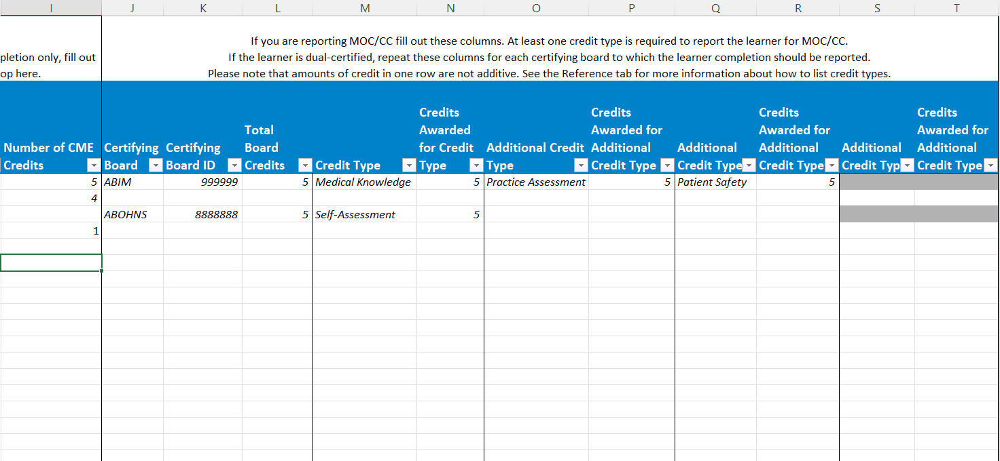 I J K L M N O P Q R S T
If you are reporting MOC/CC fill out these columns. At least one credit type is required to report the learner for MOC/CC.
pletion only, fill out
If the learner is dual-certified, repeat these columns for each certifying board to which the learner completion should be reported.
op here.
Please note that amounts of credit in one row are not additive. See the Reference tab for more information about how to list credit types.
Number of CME
Credits
Certifying
Board
Certifying
Board ID
Total
Board
Credits
Credit Type
Credits
Awarded
for Credit
Type
Additional Credit
Type
Credits
Awarded for
Additional
Credit Type
Additional
Credit Type
Credits
Awarded for
Additional
Credit Type
Additional
Credit Typ
Credits
Awarded for
Additional
Credit Type
5 ABIM 999999 5 Medical Knowledge 5 Practice Assessment 5 Patient Safety 5
4
ABOHNS 8888888 5 Self-Assessment 5
1